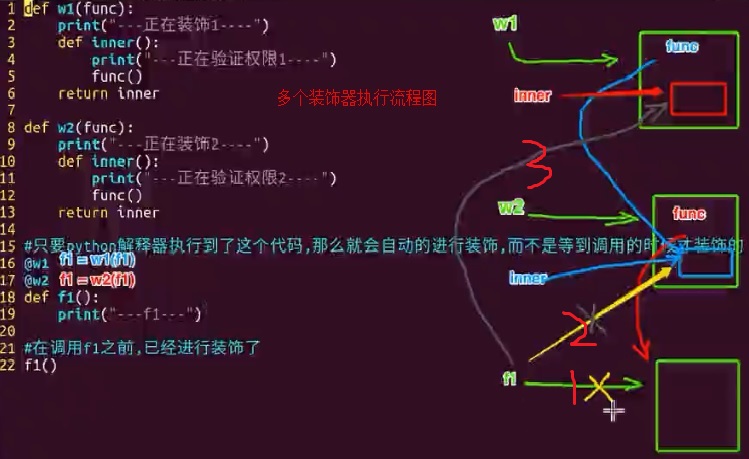 1 def w1(func):
2 print("---正在装饰1----")
3 def inner():
4 print("---正在验证权限1----")
5 func()
6 return inner
7
8 def w2(func):
9 print("---正在装饰2----")
10 def inner():
11 print("---正在验证权限2----")
12 func()
13 return inner
14
15 #只要python解释器执行到了这个代码,那么就会自动的进行装饰,而不是等到调用的时候才装饰的
16 @w1 f1 = w1(f1)
17 @w2 f1 = w2(f1)
18 def f1():
19 print("---f1---")
20
21 #在调用f1之前,已经进行装饰了
22 f1()
多个装饰器执行流程图
w1
func
inner
3
w2
func
inner
2
f1
1